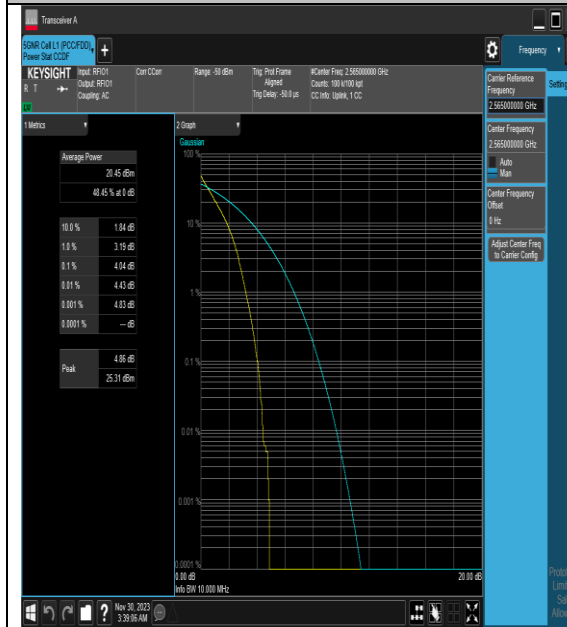 Transceiver A
5GNR Cell L1 (PCC/FDD),
Power Stat CCDF
KEYSIGHT
R T
Input: RFIO1
Output: RFIO1
Coupling: AC
Corr CCorr
Range: -50 dBm
Trig: Prot Frame
Aligned
Trig Delay: -50.0 µs
#Center Freq: 2.565000000 GHz
Counts: 100 k/100 kpt
CC Info: Uplink, 1 CC
1 Metrics
Average Power
20.45 dBm
48.45 % at 0 dB
10.0 % 1.84 dB
1.0 % 3.19 dB
0.1 % 4.04 dB
0.01 % 4.43 dB
0.001 % 4.83 dB
0.0001 % --- dB
Peak
4.86 dB
25.31 dBm
2 Graph
Gaussian
100 %
10 %
1 %
0.1 %
0.01 %
0.001 %
0.0001 %
0.00 dB 20.00 dB
Info BW 10.000 MHz
Frequency
Carrier Reference
Frequency
2.565000000 GHz
Center Frequency
2.565000000 GHz
Auto
Man
Center Frequency
Offset
0 Hz
Adjust Center Freq
to Carrier Config
?
Nov 30, 2023
3:39:06 AM